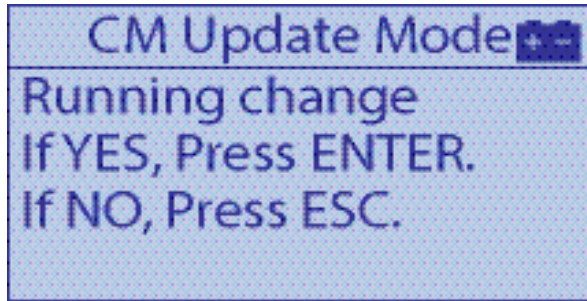 CM Update Mode
Running change
If YES, Press ENTER.
If NO, Press ESC.